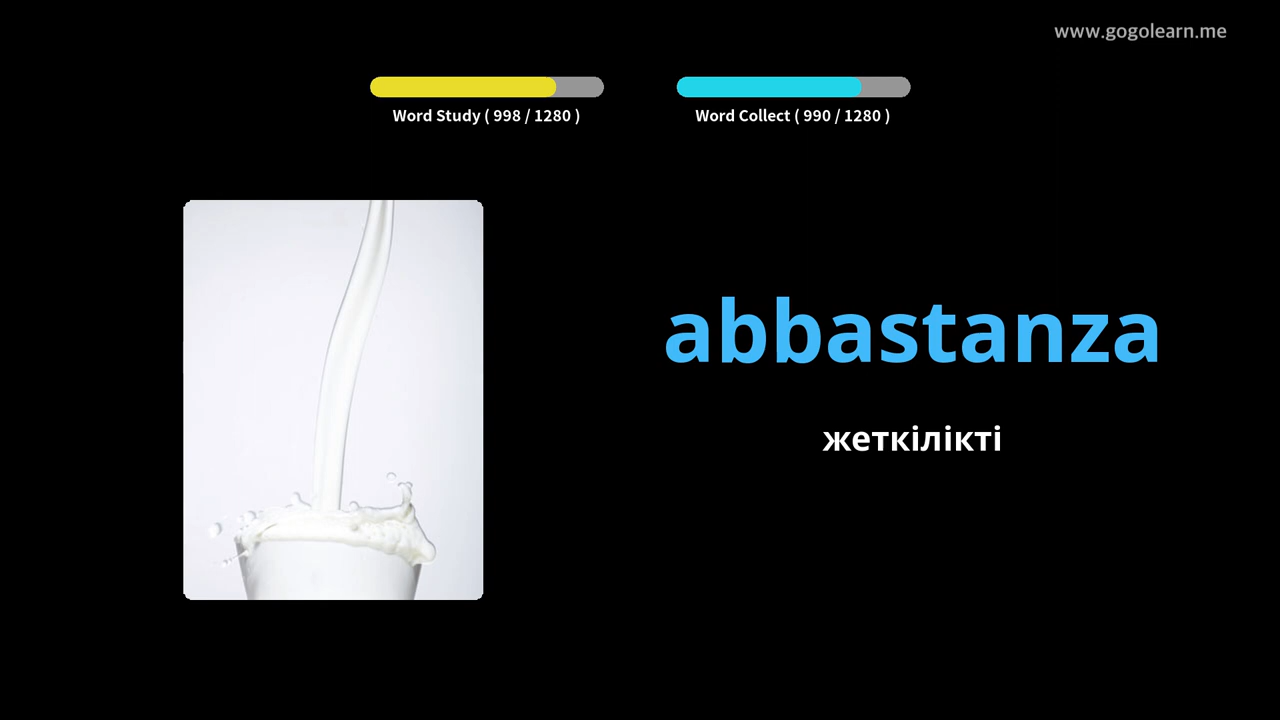 www.gogolearn.me
Word Study ( 998 / 1280 )
Word Collect ( 990 / 1280 )
abbastanza
жеткілікті